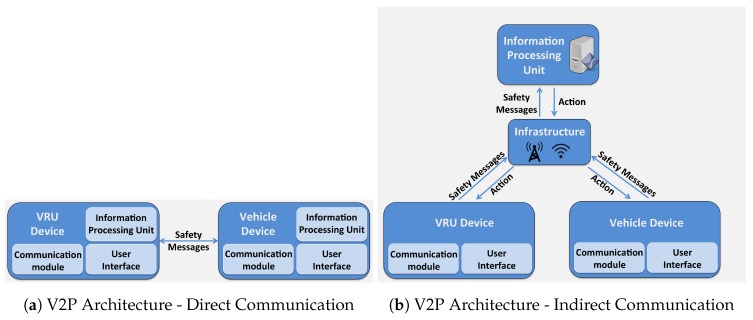 VRU
Device
Information
Processing Unit
Communication
module
User
Interface
Safety
Messages
Vehicle
Device
Information
Processing Unit
Communication
module
User
Interface
(a) V2P Architecture - Direct Communication
Information
Processing
Unit
Safety
Messages
Action
Infrastructure
Safety Messages
Action
Safety Messages
Action
VRU Device
Communication
module
User
Interface
Vehicle Device
Communication
module
User
Interface
(b) V2P Architecture - Indirect Communication